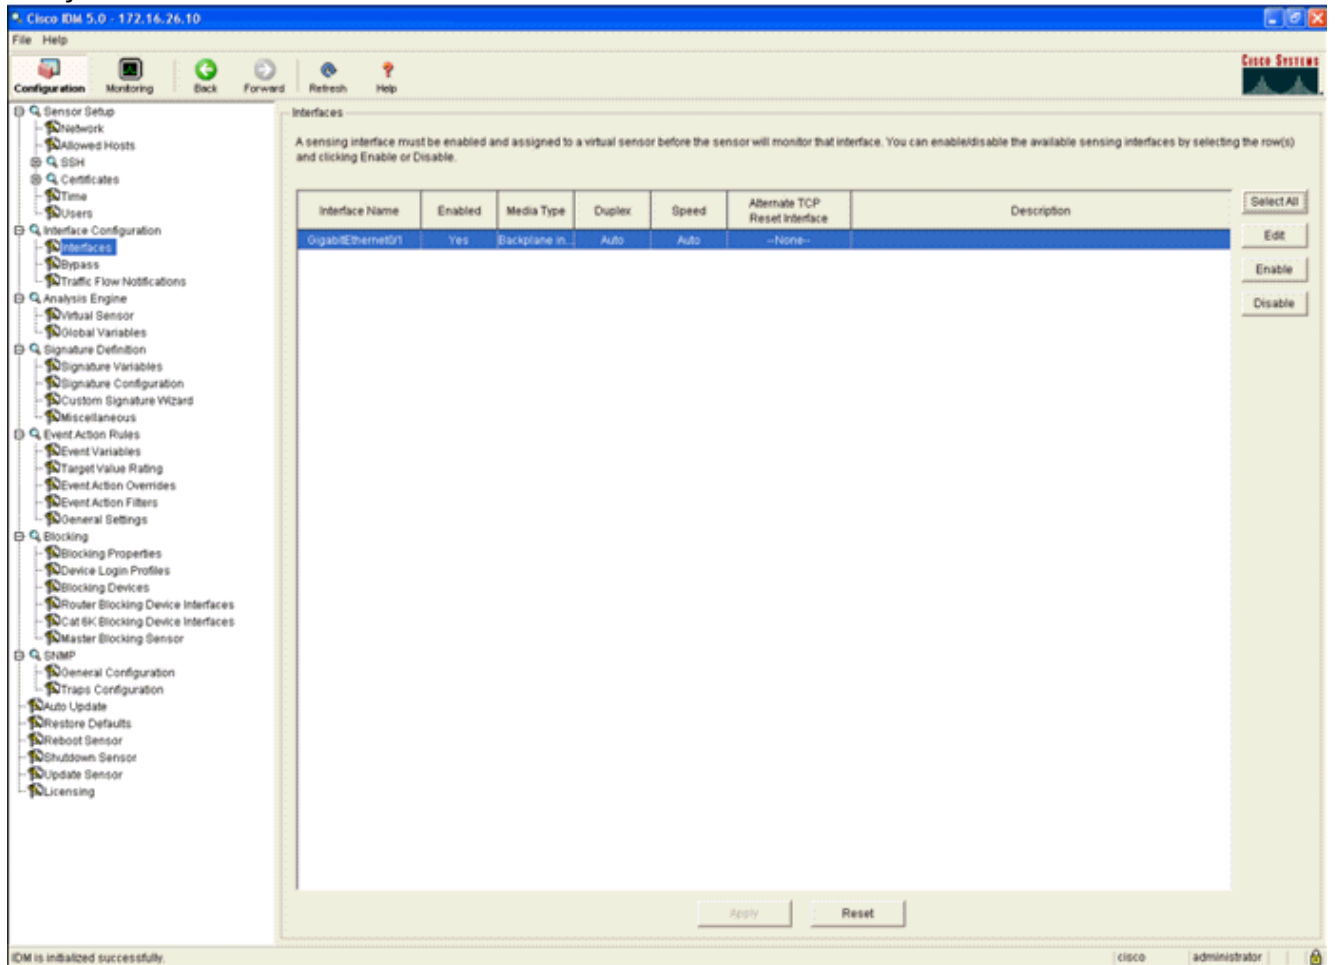 Cisco IDM 5.0 - 172.16.26.10
File Help
Configuration Monitoring Back Forward Refresh Help
Cisco Systems
Sensor Setup
Network
Allowed Hosts
SSH
Certificates
Time
Users
Interface Configuration
Interfaces
Bypass
Traffic Flow Notifications
Analysis Engine
Virtual Sensor
Global Variables
Signature Definition
Signature Variables
Signature Configuration
Custom Signature Wizard
Miscellaneous
Event Action Rules
Event Variables
Target Value Rating
Event Action Overrides
Event Action Filters
General Settings
Blocking
Blocking Properties
Device Login Profiles
Blocking Devices
Router Blocking Device Interfaces
Cat 6K Blocking Device Interfaces
Master Blocking Sensor
SNMP
General Configuration
Traps Configuration
Auto Update
Restore Defaults
Reboot Sensor
Shutdown Sensor
Update Sensor
Licensing
Interfaces
A sensing interface must be enabled and assigned to a virtual sensor before the sensor will monitor that interface. You can enable/disable the available sensing interfaces by selecting the row(s)
and clicking Enable or Disable.
Interface Name Enabled Media Type Duplex Speed Alternate TCP Reset Interface Description
GigabitEthernet0/1 Yes Backplane in... Auto Auto --None--
Select All
Edit
Enable
Disable
Apply Reset
IDM is initialized successfully.
cisco administrator